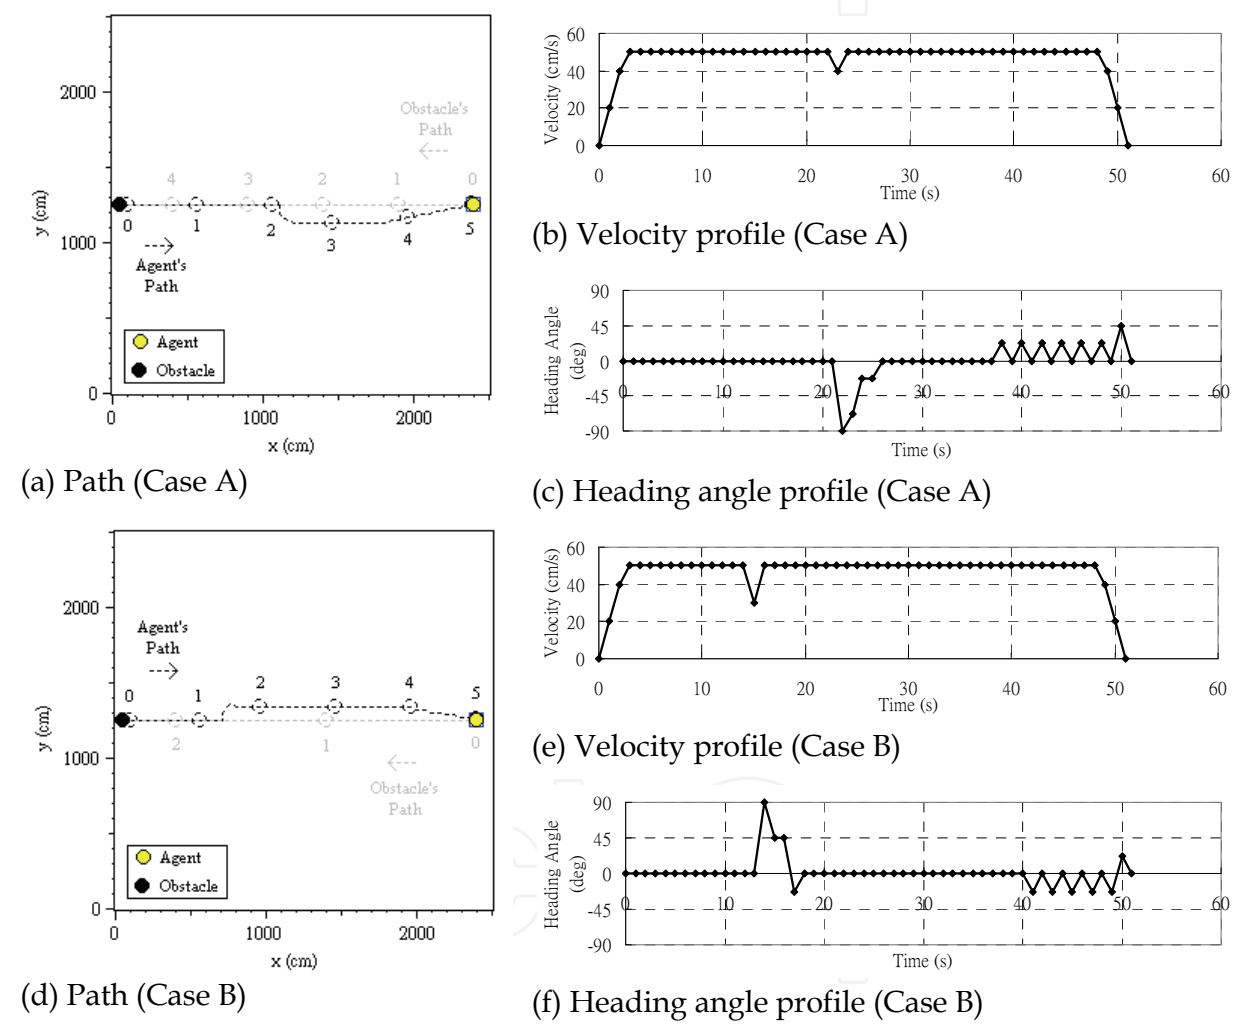 2000
1000
0
y (cm)
Obstacle's
Path
4 3 2 1 0
0 1 2 3 4 5
Agent's
Path
Agent
Obstacle
0 1000 2000
x (cm)
(a) Path (Case A)
60
40
20
0
Velocity (cm/s)
0 10 20 30 40 50 60
Time (s)
(b) Velocity profile (Case A)
90
45
0
-45
-90
Heading Angle
(deg)
0 10 20 30 40 50 60
Time (s)
(c) Heading angle profile (Case A)
2000
1000
0
y (cm)
Agent's
Path
0 1 2 3 4 5
2 1 0
Obstacle's
Path
Agent
Obstacle
0 1000 2000
x (cm)
(d) Path (Case B)
60
40
20
0
Velocity (cm/s)
0 10 20 30 40 50 60
Time (s)
(e) Velocity profile (Case B)
90
45
0
-45
-90
Heading Angle
(deg)
0 10 20 30 40 50 60
Time (s)
(f) Heading angle profile (Case B)